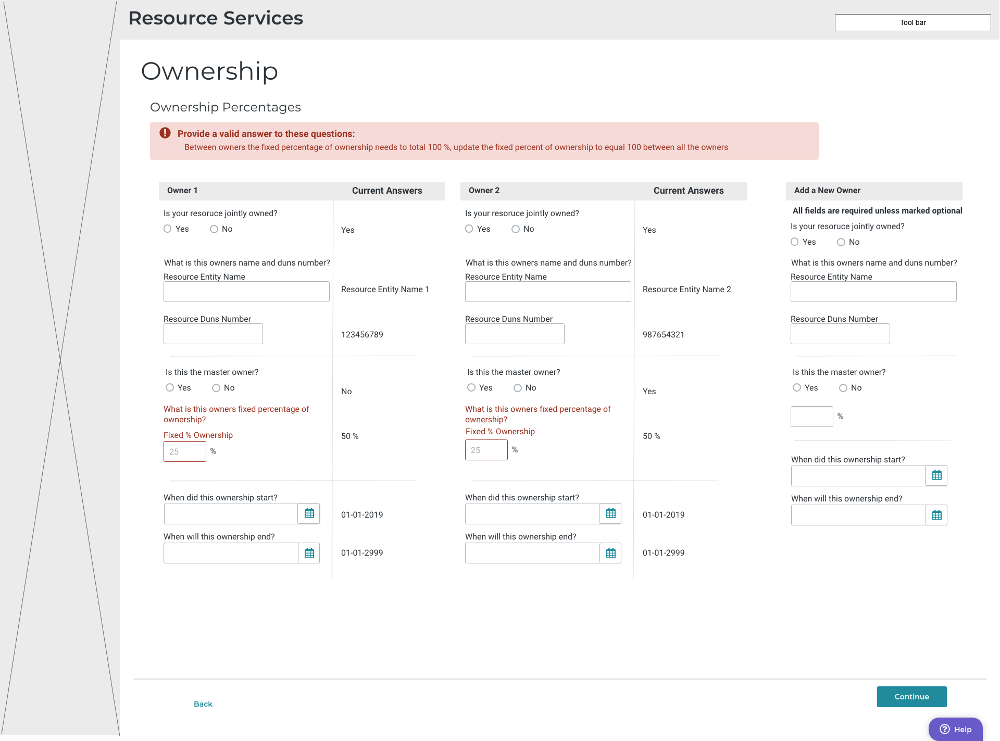 Resource Services
Tool bar
Ownership
Ownership Percentages
Provide a valid answer to these questions:
Between owners the fixed percentage of ownership needs to total 100 %, update the fixed percent of ownership to equal 100 between all the owners
Owner 1
Current Answers
Is your resoruce jointly owned?
Yes
No
Yes
What is this owners name and duns number?
Resource Entity Name
Resource Entity Name 1
Resource Duns Number
123456789
Is this the master owner?
Yes
No
No
What is this owners fixed percentage of
ownership?
Fixed % Ownership
50 %
25
%
When did this ownership start?
01-01-2019
When will this ownership end?
01-01-2999
Owner 2
Current Answers
Is your resoruce jointly owned?
Yes
No
Yes
What is this owners name and duns number?
Resource Entity Name
Resource Entity Name 2
Resource Duns Number
987654321
Is this the master owner?
Yes
No
Yes
What is this owners fixed percentage of
ownership?
Fixed % Ownership
50 %
25
%
When did this ownership start?
01-01-2019
When will this ownership end?
01-01-2999
Add a New Owner
All fields are required unless marked optional
Is your resoruce jointly owned?
Yes
No
What is this owners name and duns number?
Resource Entity Name
Resource Duns Number
Is this the master owner?
Yes
No
%
When did this ownership start?
When will this ownership end?
Back
Continue
Help